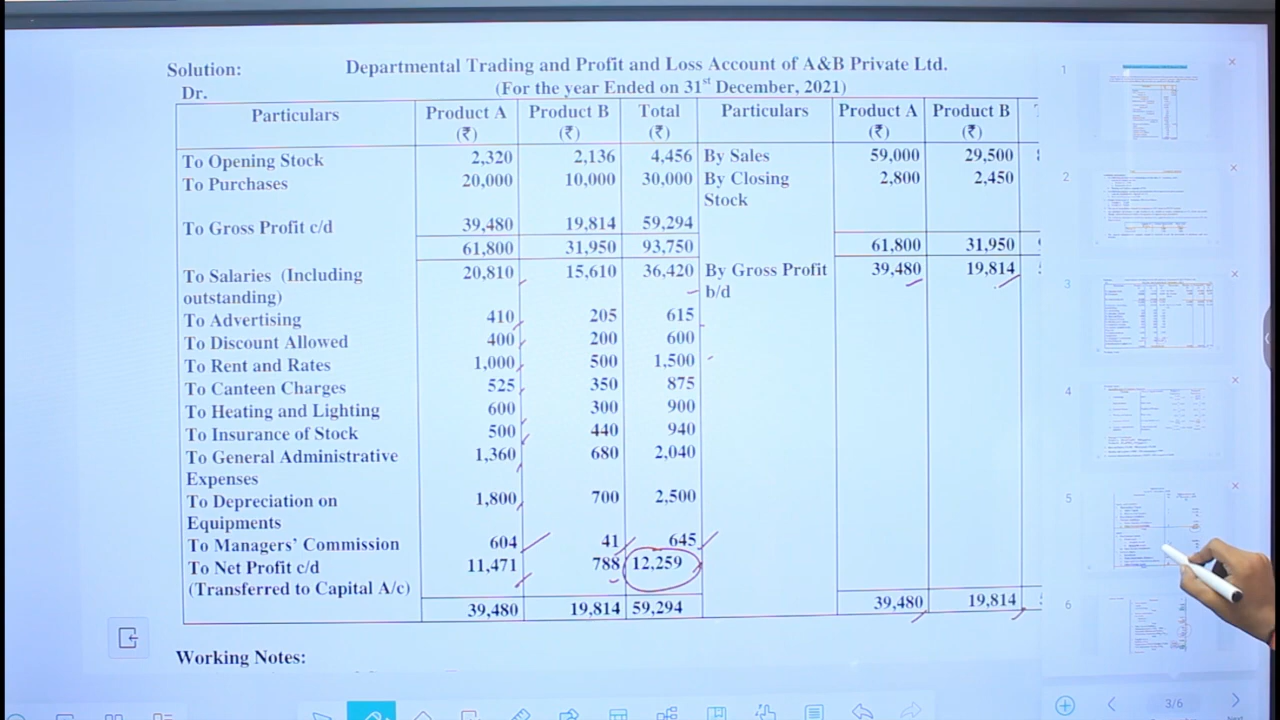 Solution: Departmental Trading and Profit and Loss Account of A&B Private Ltd.
Dr. (For the year Ended on 31st December, 2021)
Particulars Product A (₹) Product B (₹) Total (₹) Particulars Product A (₹) Product B (₹)
To Opening Stock 2,320 2,136 4,456 By Sales 59,000 29,500
To Purchases 20,000 10,000 30,000 By Closing 2,800 2,450
Stock
To Gross Profit c/d 39,480 19,814 59,294
61,800 31,950 93,750 61,800 31,950
To Salaries (Including 20,810 15,610 36,420 By Gross Profit 39,480 19,814
outstanding) b/d
To Advertising 410 205 615
To Discount Allowed 400 200 600
To Rent and Rates 1,000 500 1,500
To Canteen Charges 525 350 875
To Heating and Lighting 600 300 900
To Insurance of Stock 500 440 940
To General Administrative 1,360 680 2,040
Expenses
To Depreciation on 1,800 700 2,500
Equipments
To Managers' Commission 604 41 645
To Net Profit c/d 11,471 788 12,259
(Transferred to Capital A/c)
39,480 19,814 59,294 39,480 19,814
Working Notes:
1
2
3
4
5
6
3/6